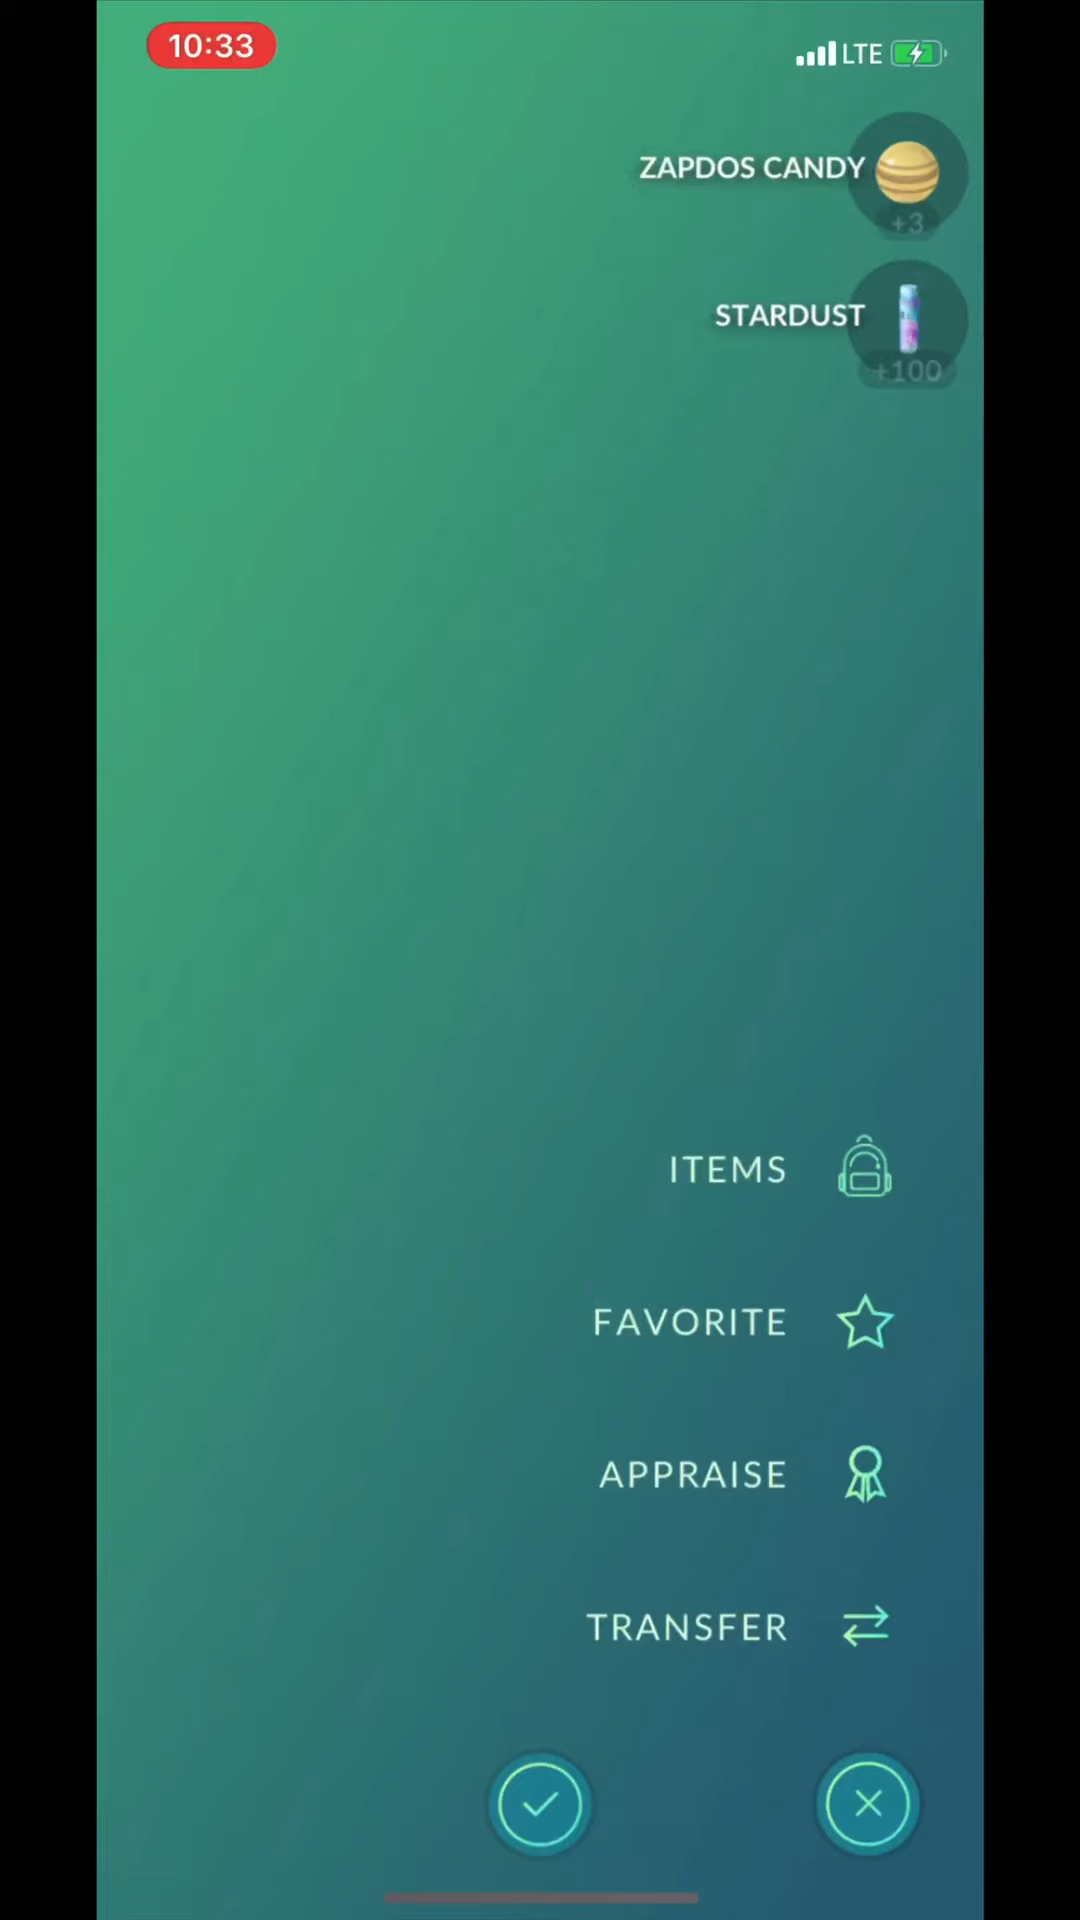 10:33
LTE
ZAPDOS CANDY
+3
STARDUST
+100
ITEMS
FAVORITE
APPRAISE
TRANSFER